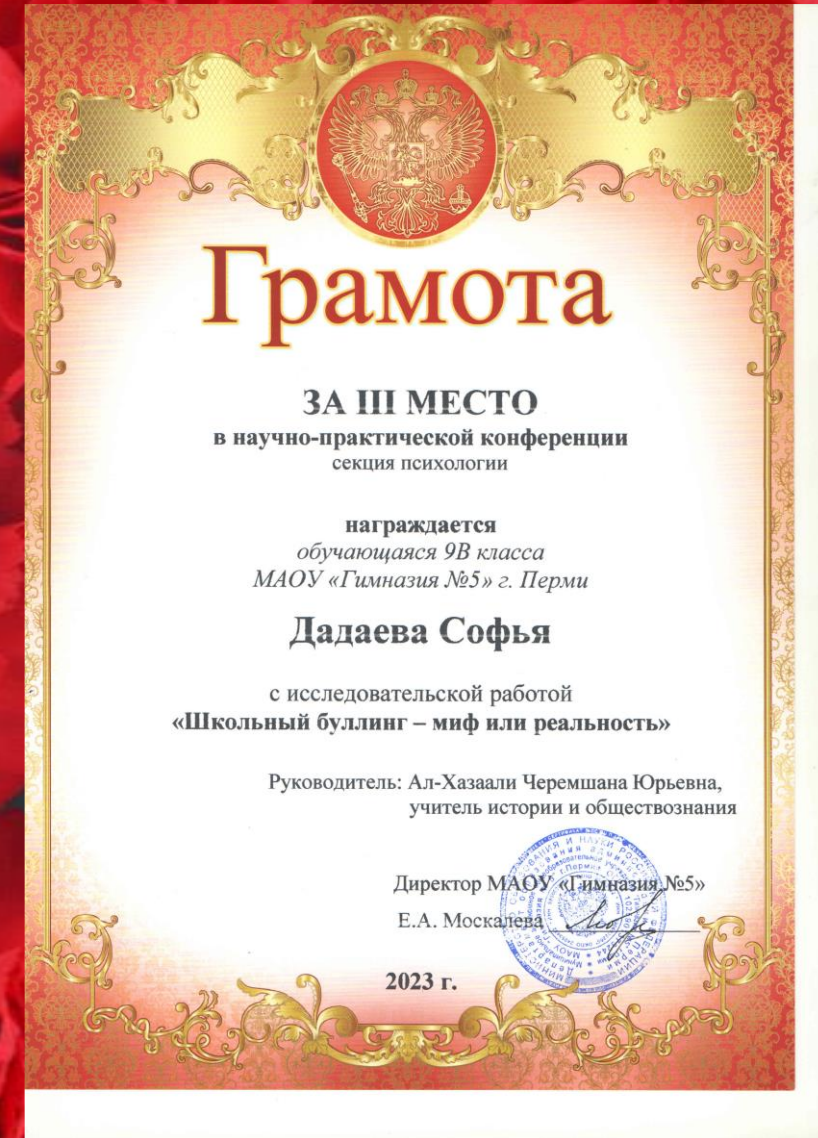 Грамота
ЗА III МЕСТО
в научно-практической конференции
секция психологии
награждается
обучающаяся 9В класса
МАОУ «Гимназия №5» г. Перми
Дадаева Софья
с исследовательской работой
«Школьный буллинг – миф или реальность»
Руководитель: Ал-Хазаали Черемшана Юрьевна,
учитель истории и обществознания
Директор МАОУ «Гимназия №5»
Е.А. Москалева
2023 г.